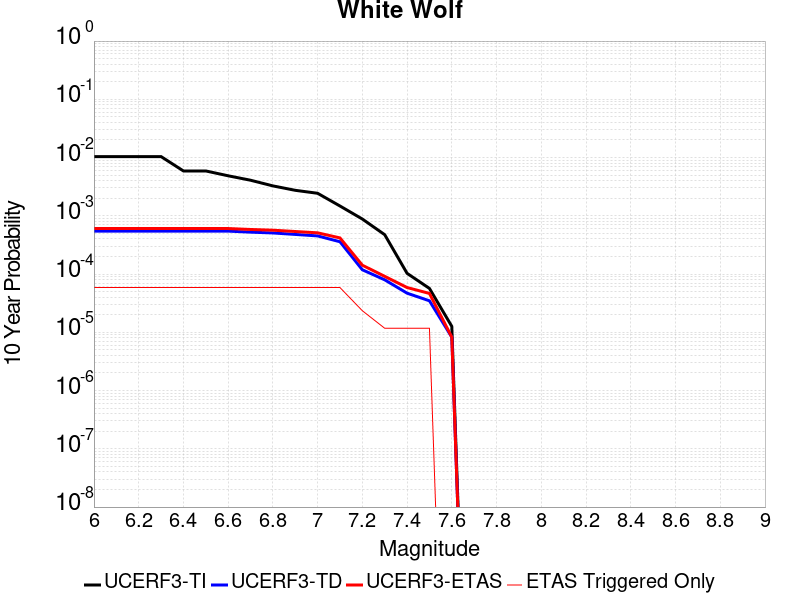 White Wolf
10^0
10^-1
10^-2
10^-3
10^-4
10^-5
10^-6
10^-7
10^-8
10 Year Probability
6 6.2 6.4 6.6 6.8 7 7.2 7.4 7.6 7.8 8 8.2 8.4 8.6 8.8 9
Magnitude
UCERF3-TI UCERF3-TD UCERF3-ETAS ETAS Triggered Only